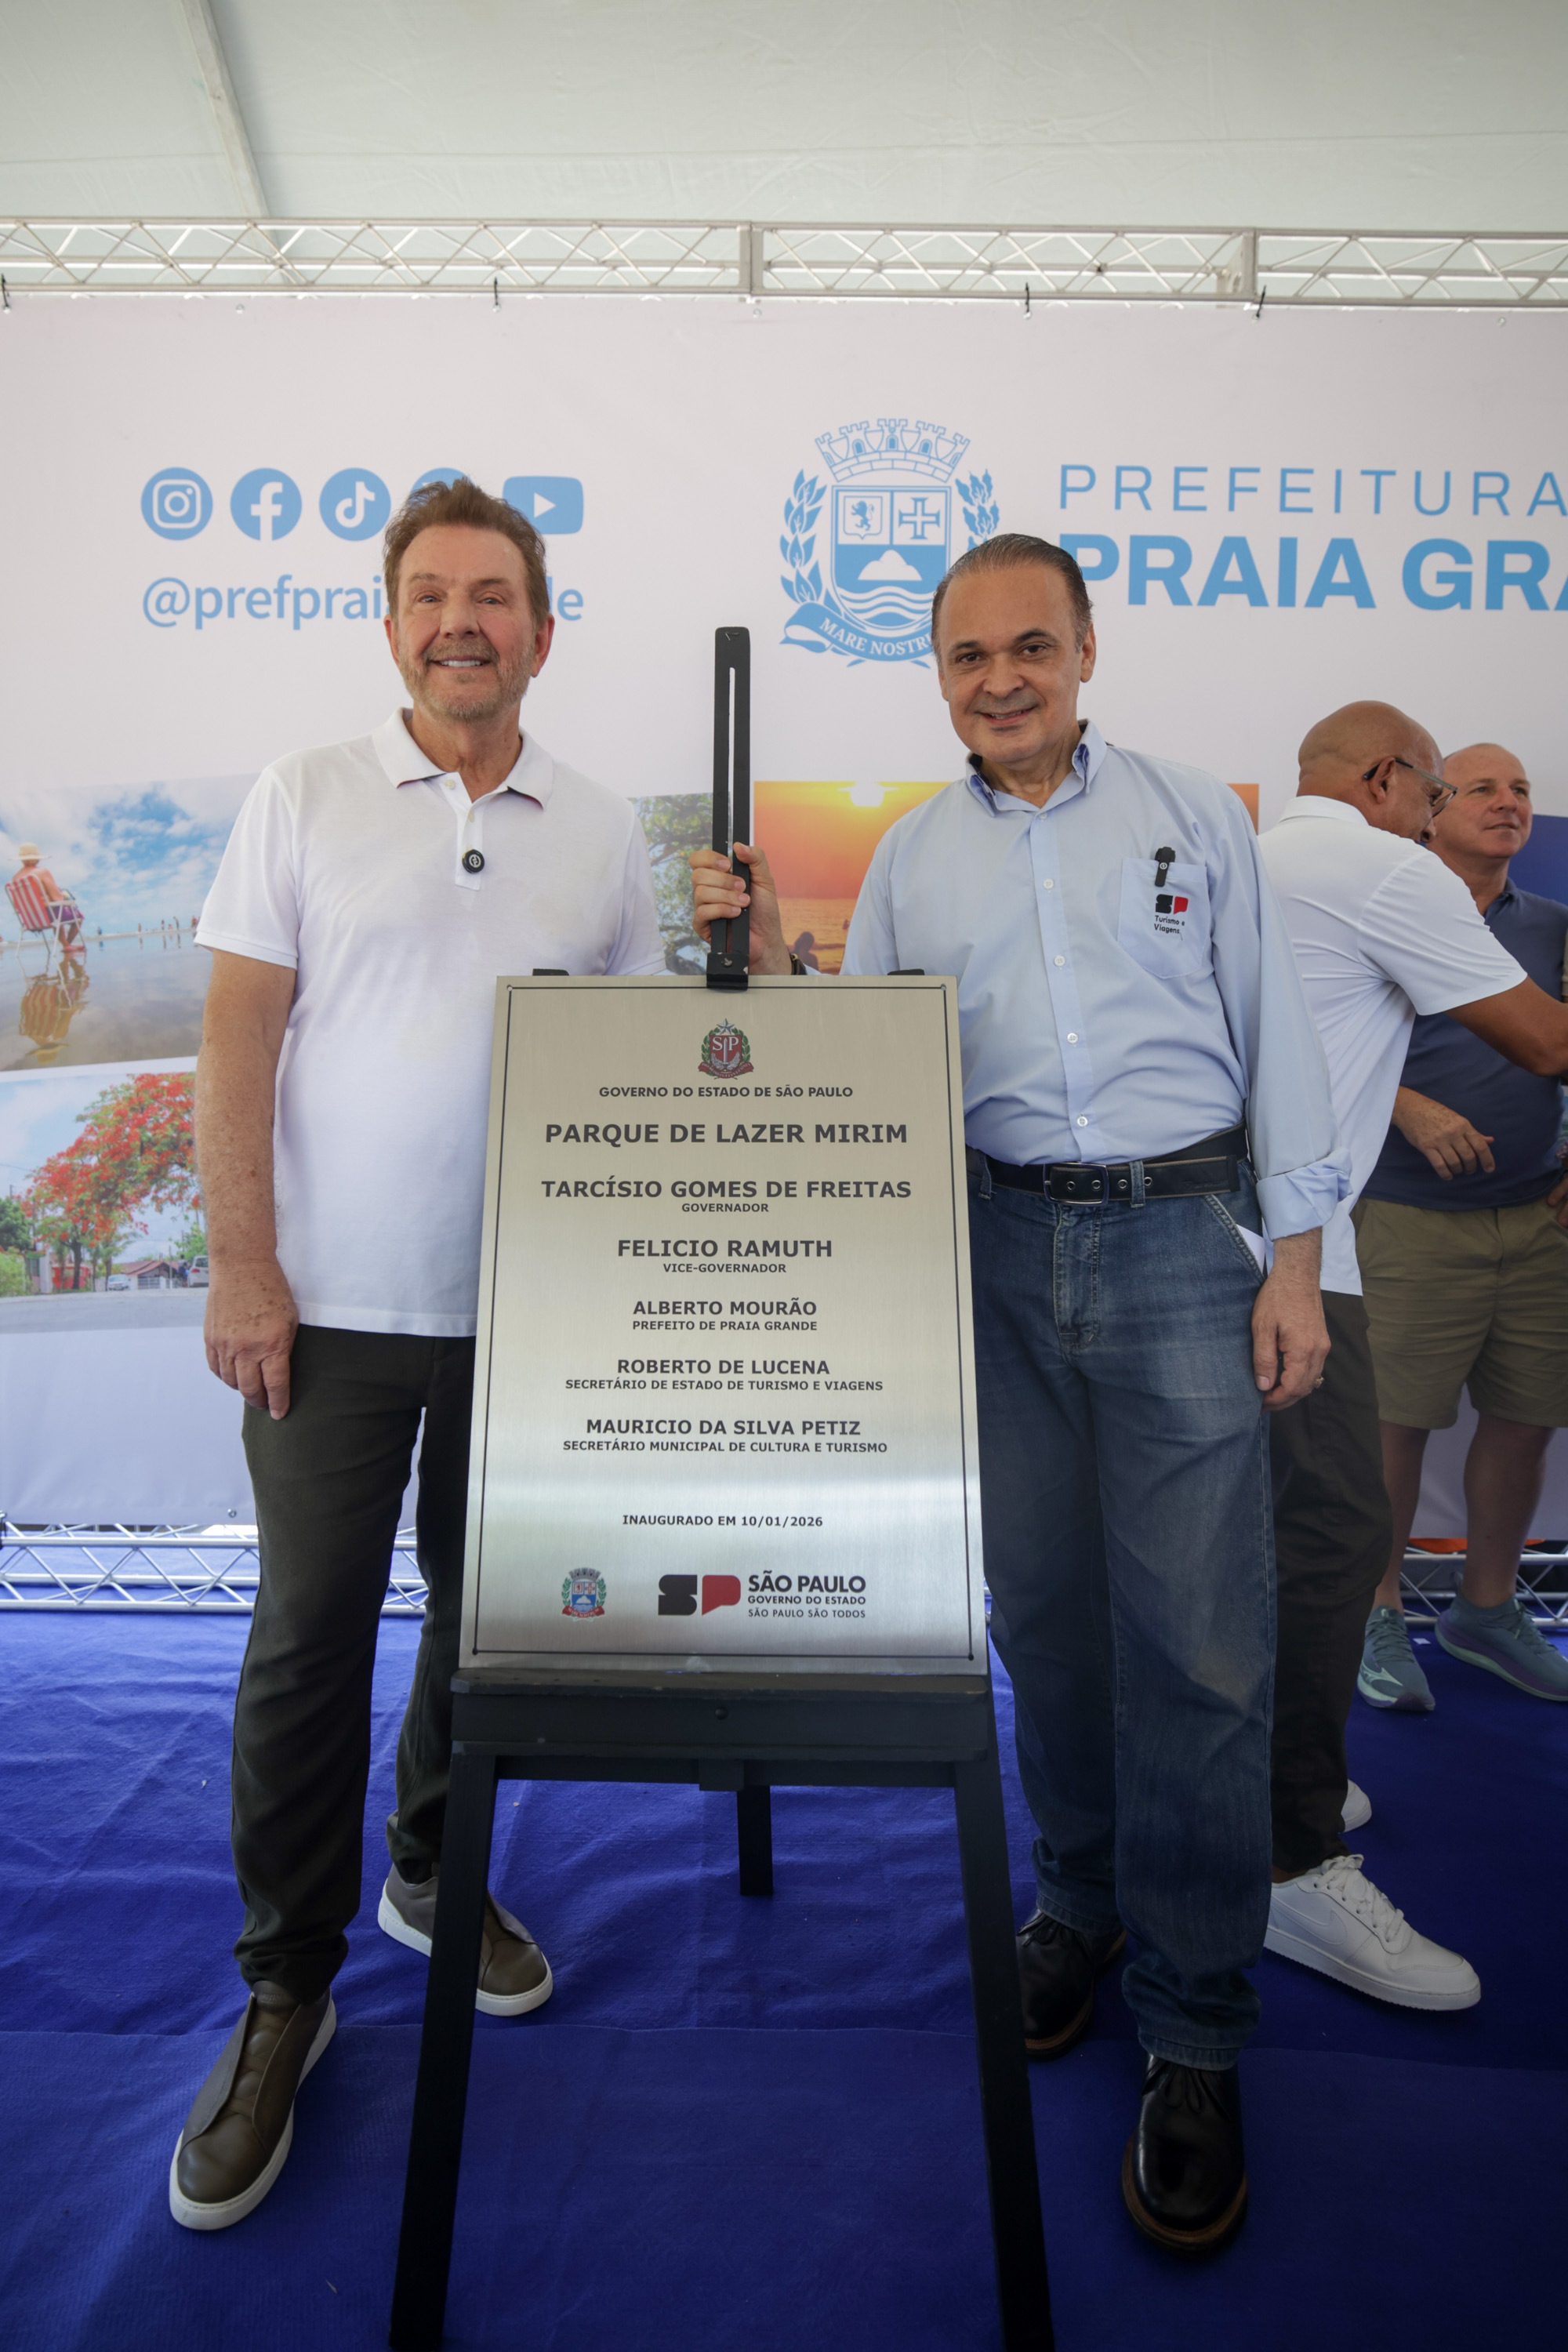 @prefprai de
PREFEITURA
PRAIA GRA
MARE NOSTR
SP
Turismo e
Viagens
SP
GOVERNO DO ESTADO DE SÃO PAULO
PARQUE DE LAZER MIRIM
TARCÍSIO GOMES DE FREITAS
GOVERNADOR
FELICIO RAMUTH
VICE-GOVERNADOR
ALBERTO MOURÃO
PREFEITO DE PRAIA GRANDE
ROBERTO DE LUCENA
SECRETÁRIO DE ESTADO DE TURISMO E VIAGENS
MAURICIO DA SILVA PETIZ
SECRETÁRIO MUNICIPAL DE CULTURA E TURISMO
INAUGURADO EM 10/01/2026
SP
SÃO PAULO
GOVERNO DO ESTADO
SÃO PAULO SÃO TODOS